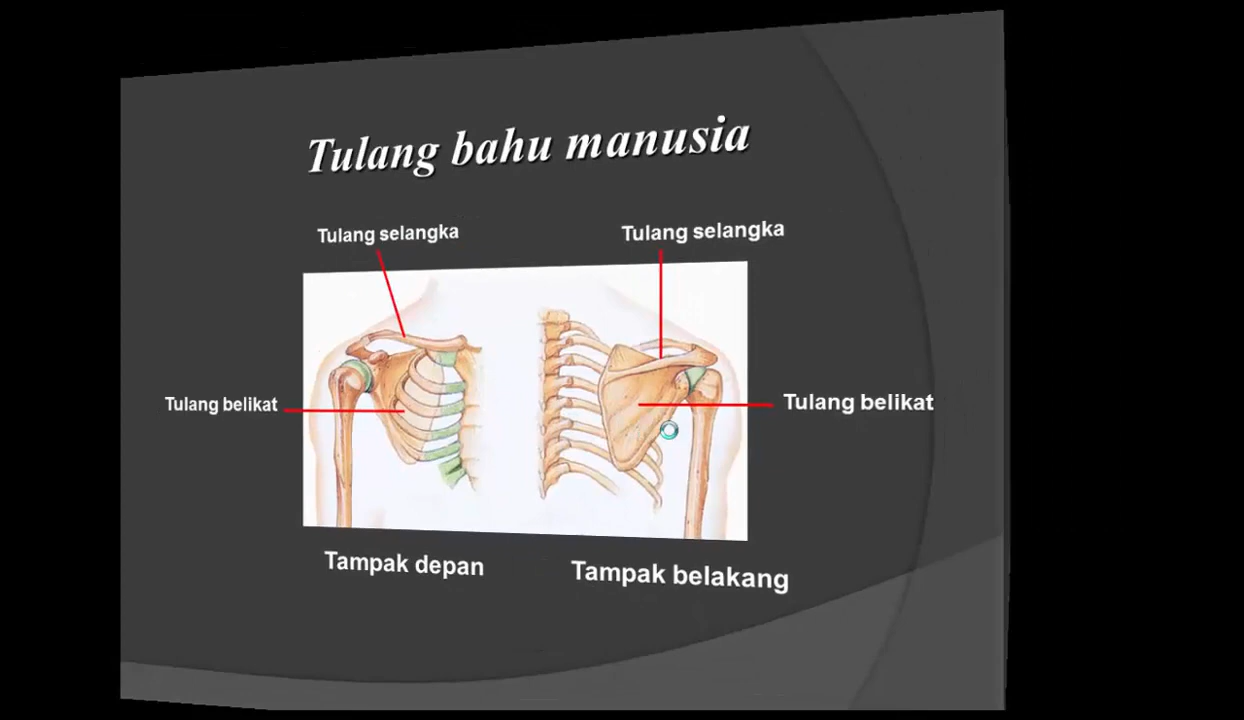 Tulang bahu manusia
Tulang selangka
Tulang selangka
Tulang belikat
Tulang belikat
Tampak depan
Tampak belakang